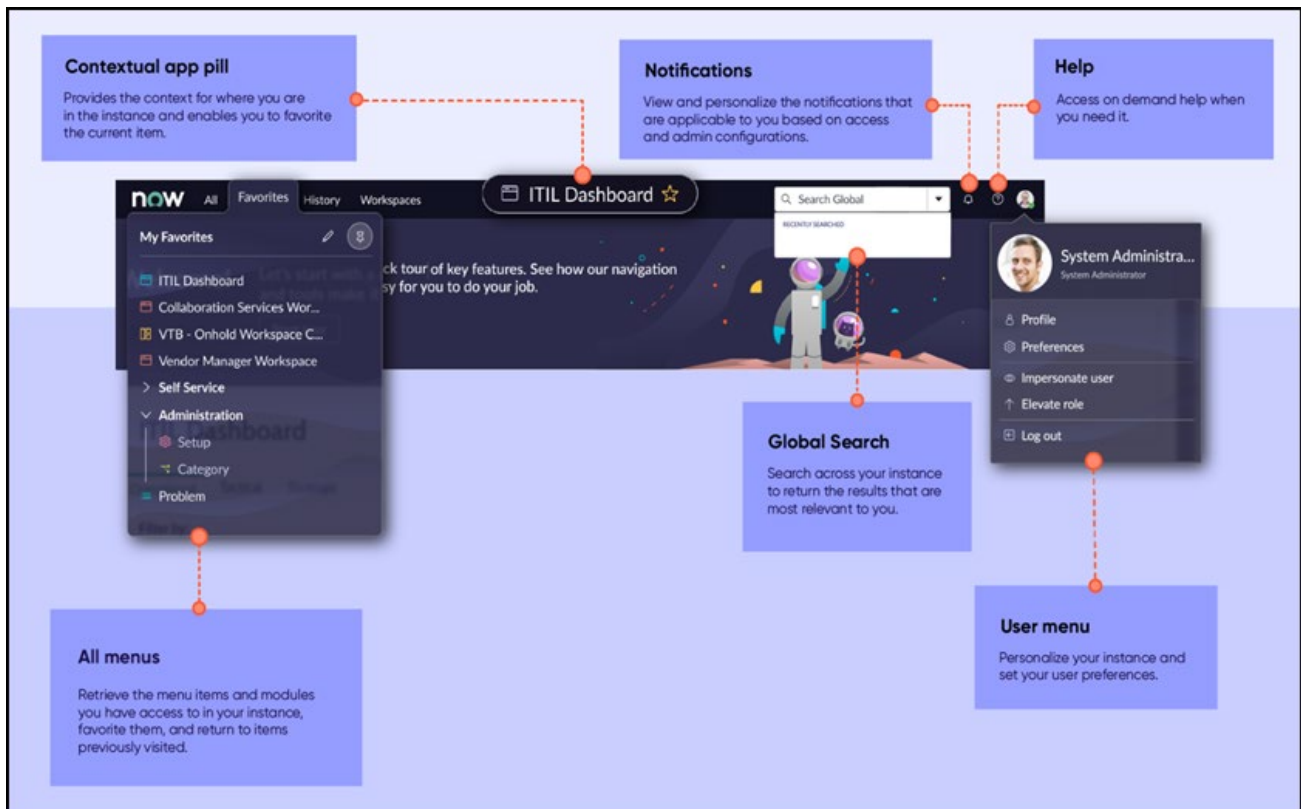 Contextual app pill
Provides the context for where you are
in the instance and enables you to favorite
the current item.
Notifications
View and personalize the notifications that
are applicable to you based on access
and admin configurations.
Help
Access on demand help when
you need it.
now All Favorites History Workspaces
ITIL Dashboard
Search Global
RECENTLY SEARCHED
My Favorites
ITIL Dashboard
Collaboration Services Wor...
VTB - Onhold Workspace C...
Vendor Manager Workspace
Self Service
Administration
Setup
Category
Problem
ck tour of key features. See how our navigation
sy for you to do your job.
System Administra...
System Administrator
Profile
Preferences
Impersonate user
Elevate role
Log out
Global Search
Search across your instance
to return the results that are
most relevant to you.
All menus
Retrieve the menu items and modules
you have access to in your instance,
favorite them, and return to items
previously visited.
User menu
Personalize your instance and
set your user preferences.